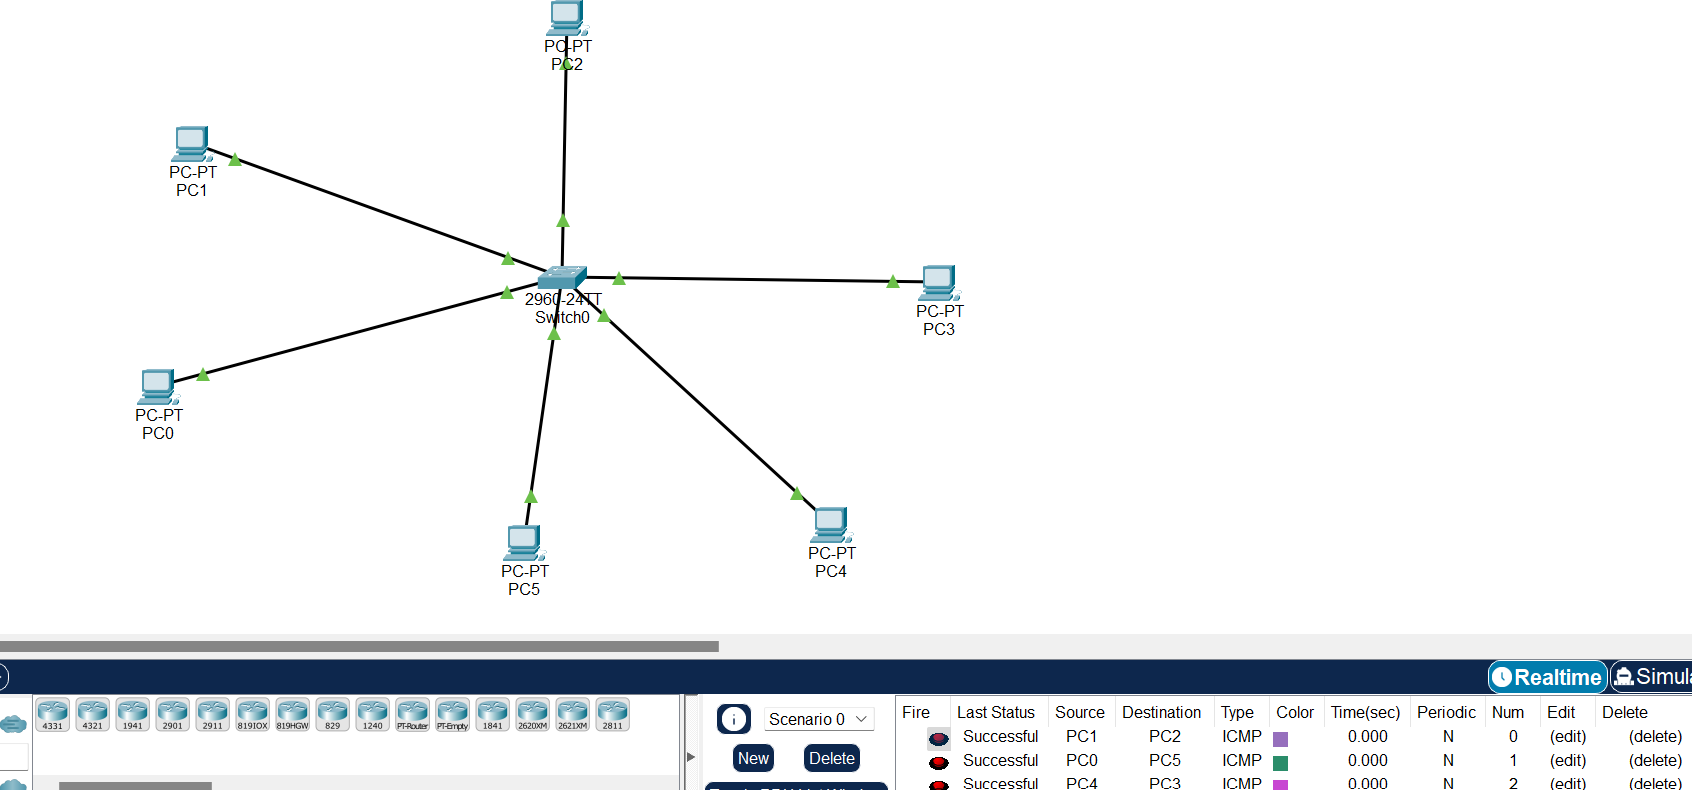 PC-PT
PC2
PC-PT
PC1
2960-24TT
Switch0
PC-PT
PC3
PC-PT
PC0
PC-PT
PC4
PC-PT
PC5
Realtime
4331 4321 1941 2901 2911 819IOX 819HGW 829 1240 PT-Router PT-Empty 1841 2620XM 2621XM 2811
Scenario 0
New Delete
Fire Last Status Source Destination Type Color Time(sec) Periodic Num Edit Delete
Successful PC1 PC2 ICMP 0.000 N 0 (edit) (delete)
Successful PC0 PC5 ICMP 0.000 N 1 (edit) (delete)
Successful PC4 PC3 ICMP 0.000 N 2 (edit) (delete)